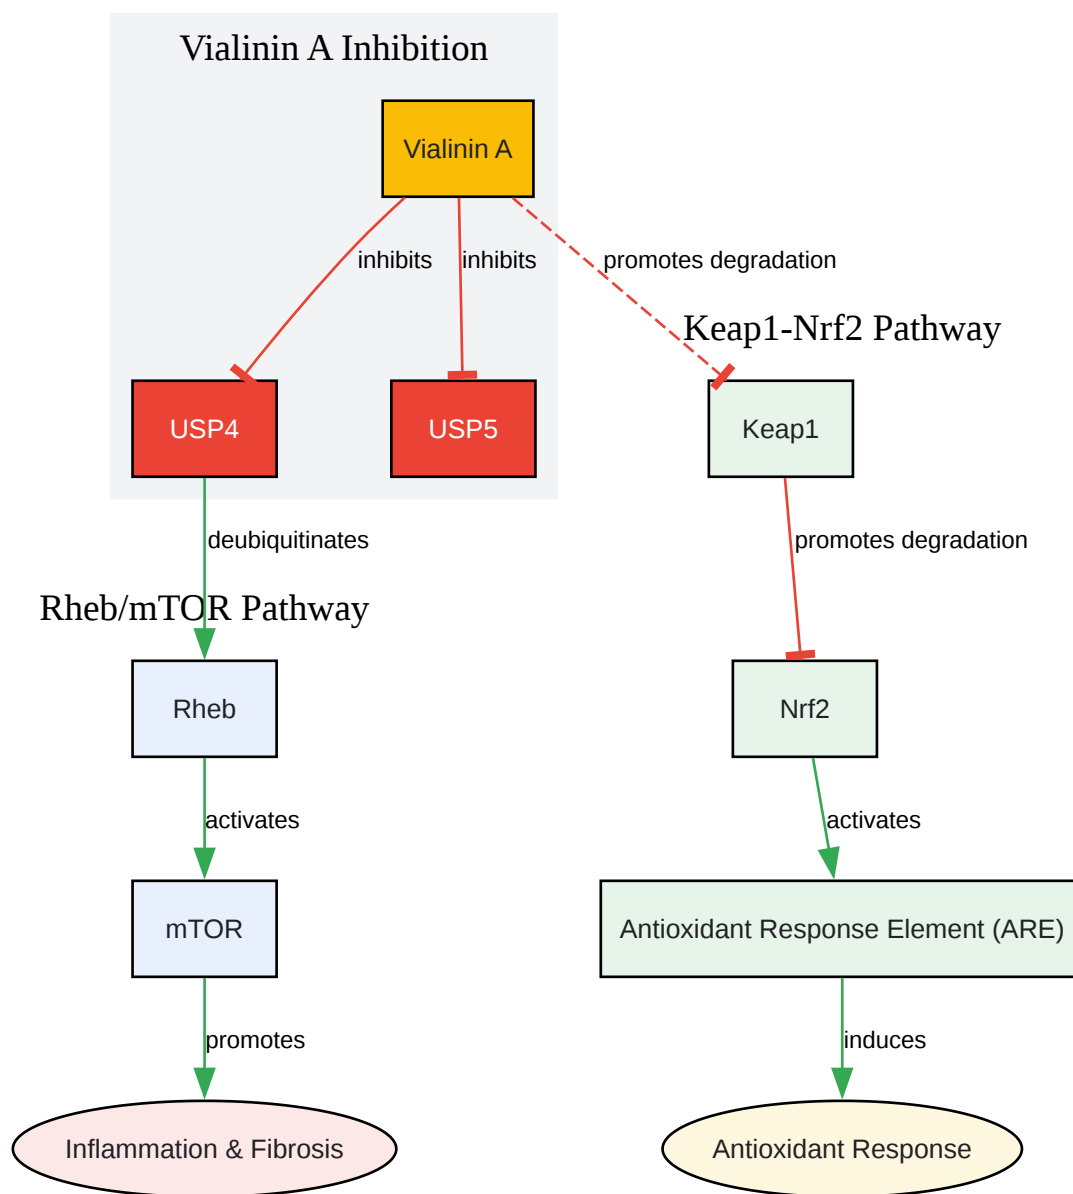 Vialinin A Inhibition
Vialinin A
inhibits
inhibits
promotes degradation
Keap1-Nrf2 Pathway
USP4
USP5
Keap1
deubiquitinates
promotes degradation
Rheb/mTOR Pathway
Rheb
Nrf2
activates
activates
mTOR
Antioxidant Response Element (ARE)
promotes
induces
Inflammation & Fibrosis
Antioxidant Response